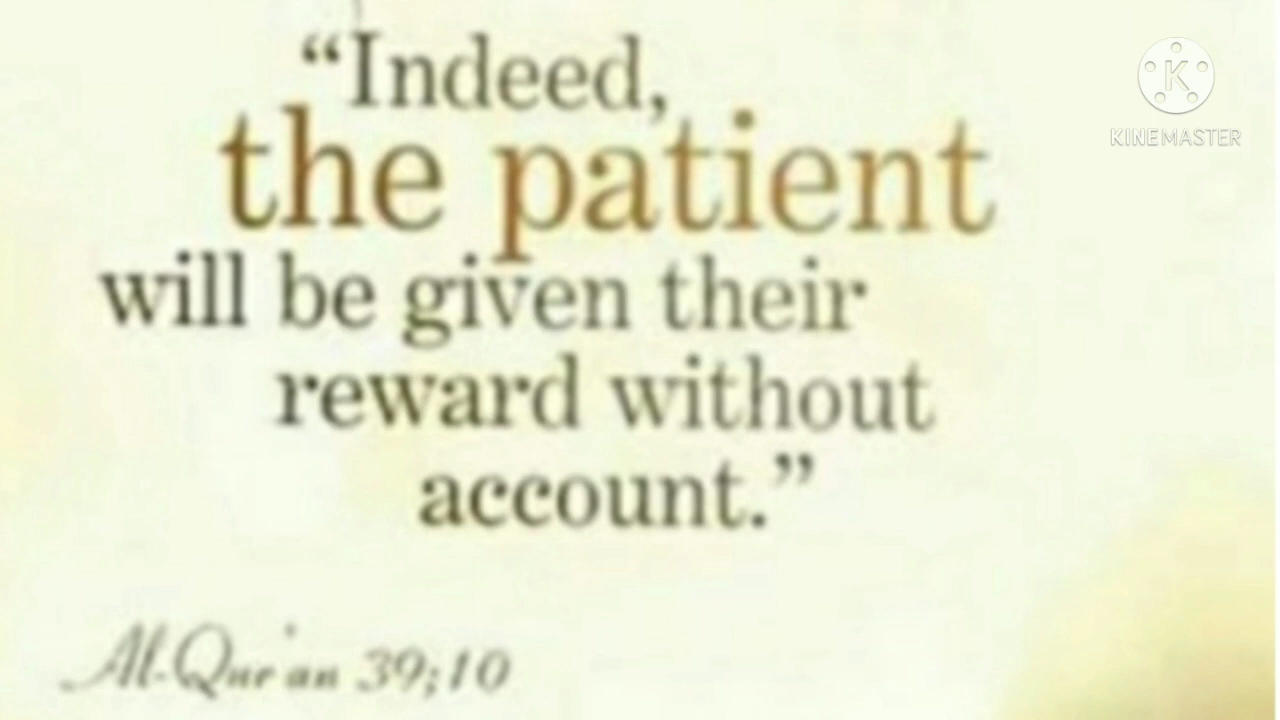 “Indeed,
the patient
will be given their
reward without
account.”
Al-Qur'an 39;10
K
KINEMASTER